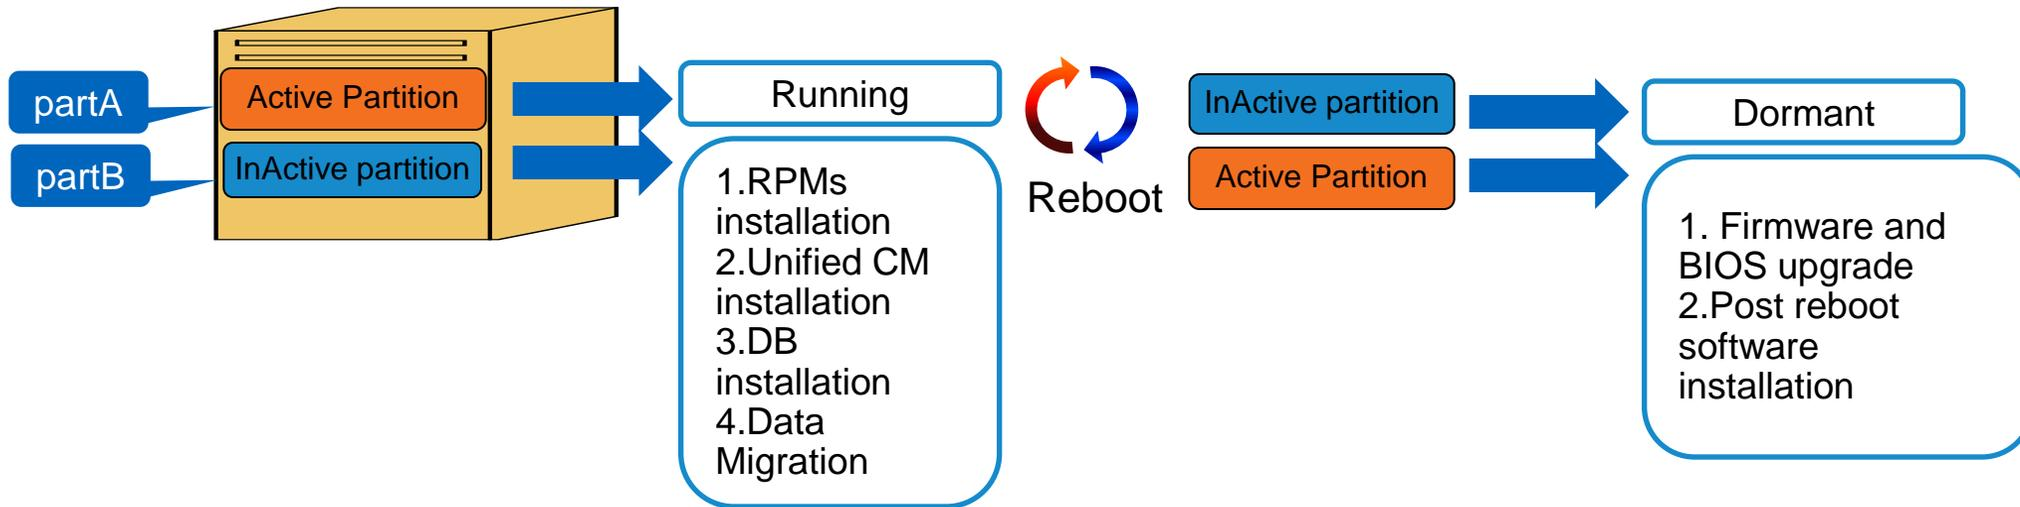 partA
Active Partition
partB
InActive partition
Running
1.RPMs
installation
2.Unified CM
installation
3.DB
installation
4.Data
Migration
Reboot
InActive partition
Active Partition
Dormant
1. Firmware and
BIOS upgrade
2.Post reboot
software
installation